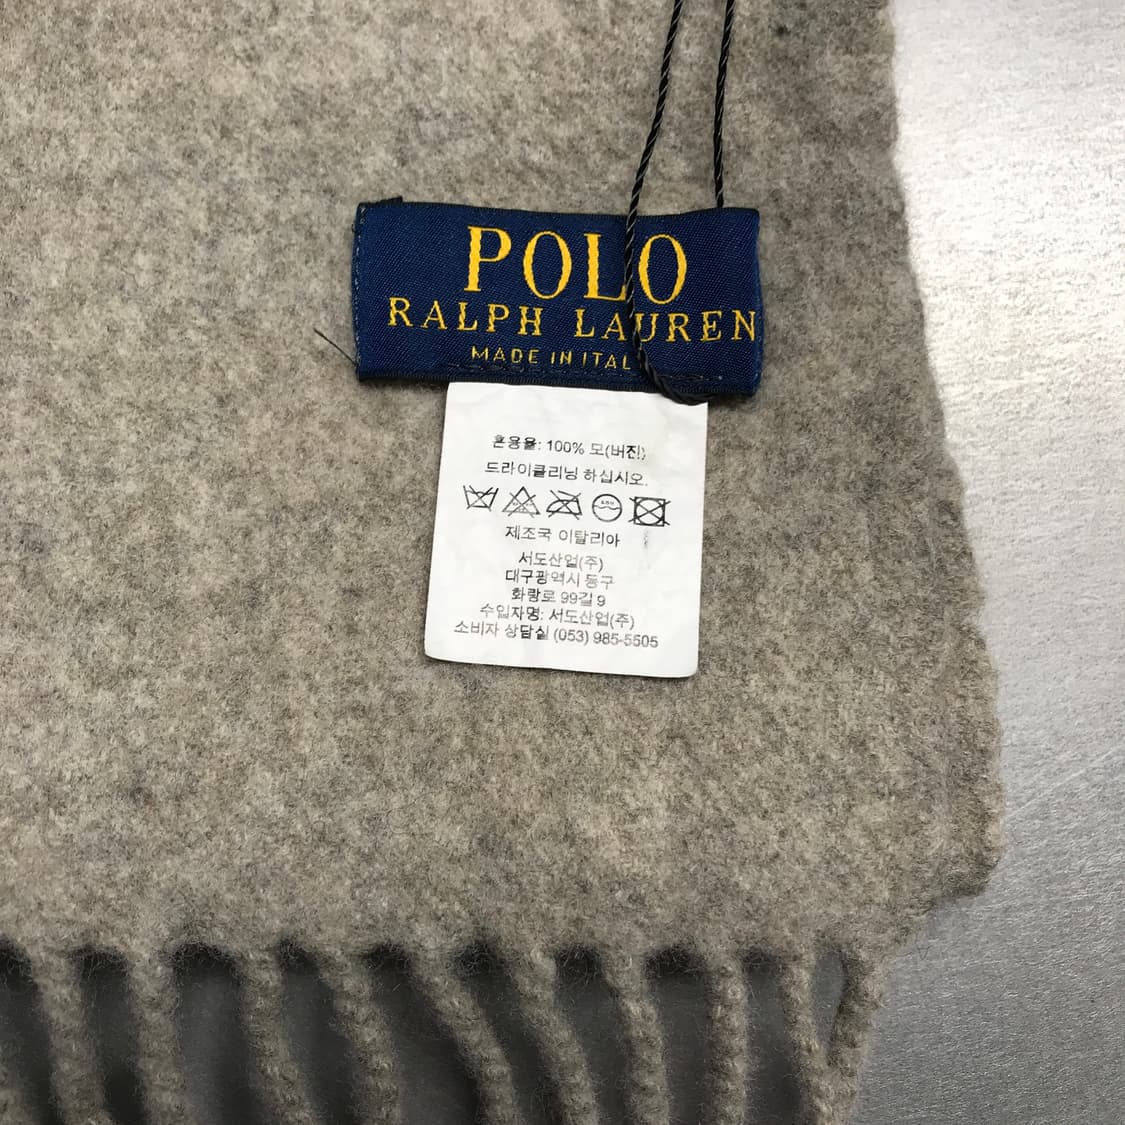 POLO
RALPH LAUREN
MADE IN ITAL
혼용율: 100% 모(버진)
드라이클리닝 하십시오.
제조국 이탈리아
서도산업(주)
대구광역시 동구
화랑로 99길 9
수입자명: 서도산업(주)
소비자 상담실 (053) 985-5505